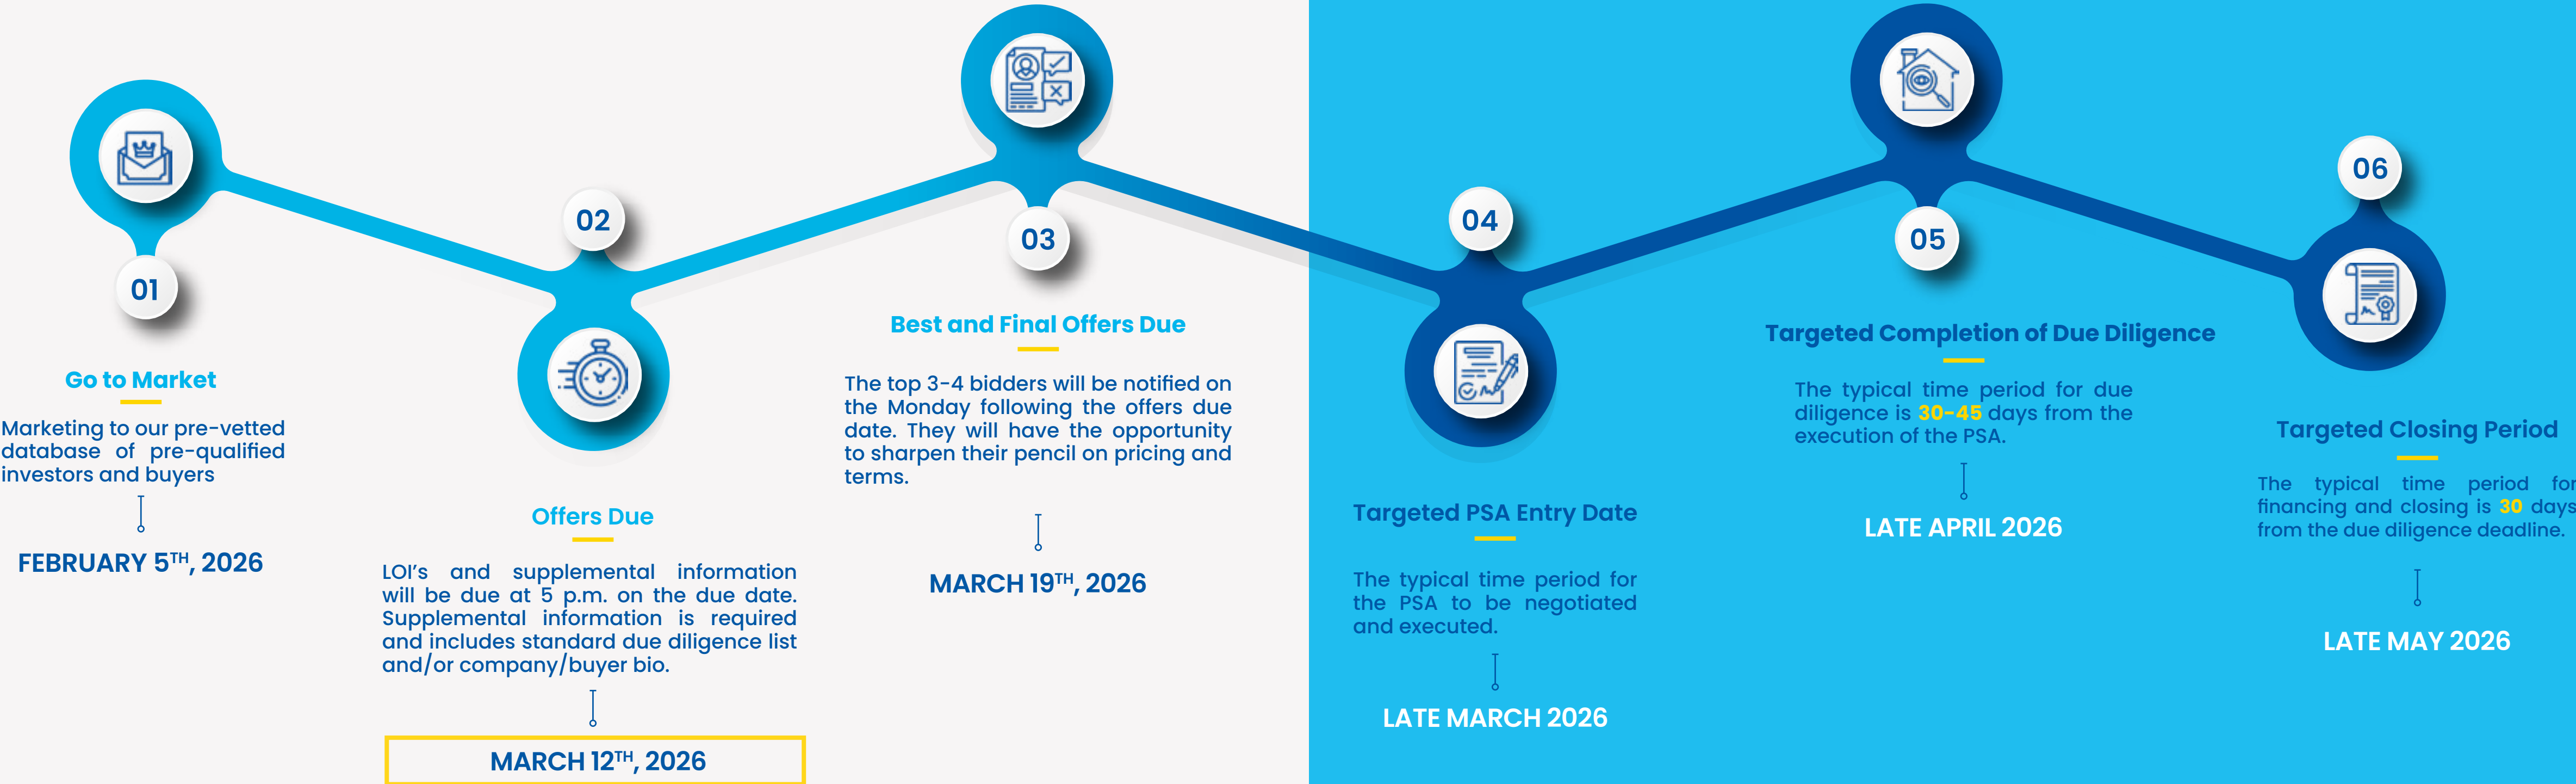 01
Go to Market
Marketing to our pre-vetted
database of pre-qualified
investors and buyers
FEBRUARY 5TH, 2026
02
Offers Due
LOI's and supplemental information
will be due at 5 p.m. on the due date.
Supplemental information is required
and includes standard due diligence list
and/or company/buyer bio.
MARCH 12TH, 2026
03
Best and Final Offers Due
The top 3-4 bidders will be notified on
the Monday following the offers due
date. They will have the opportunity
to sharpen their pencil on pricing and
terms.
MARCH 19TH, 2026
04
Targeted PSA Entry Date
The typical time period for
the PSA to be negotiated
and executed.
LATE MARCH 2026
05
Targeted Completion of Due Diligence
The typical time period for due
diligence is 30-45 days from the
execution of the PSA.
LATE APRIL 2026
06
Targeted Closing Period
The typical time period for
financing and closing is 30 days
from the due diligence deadline.
LATE MAY 2026